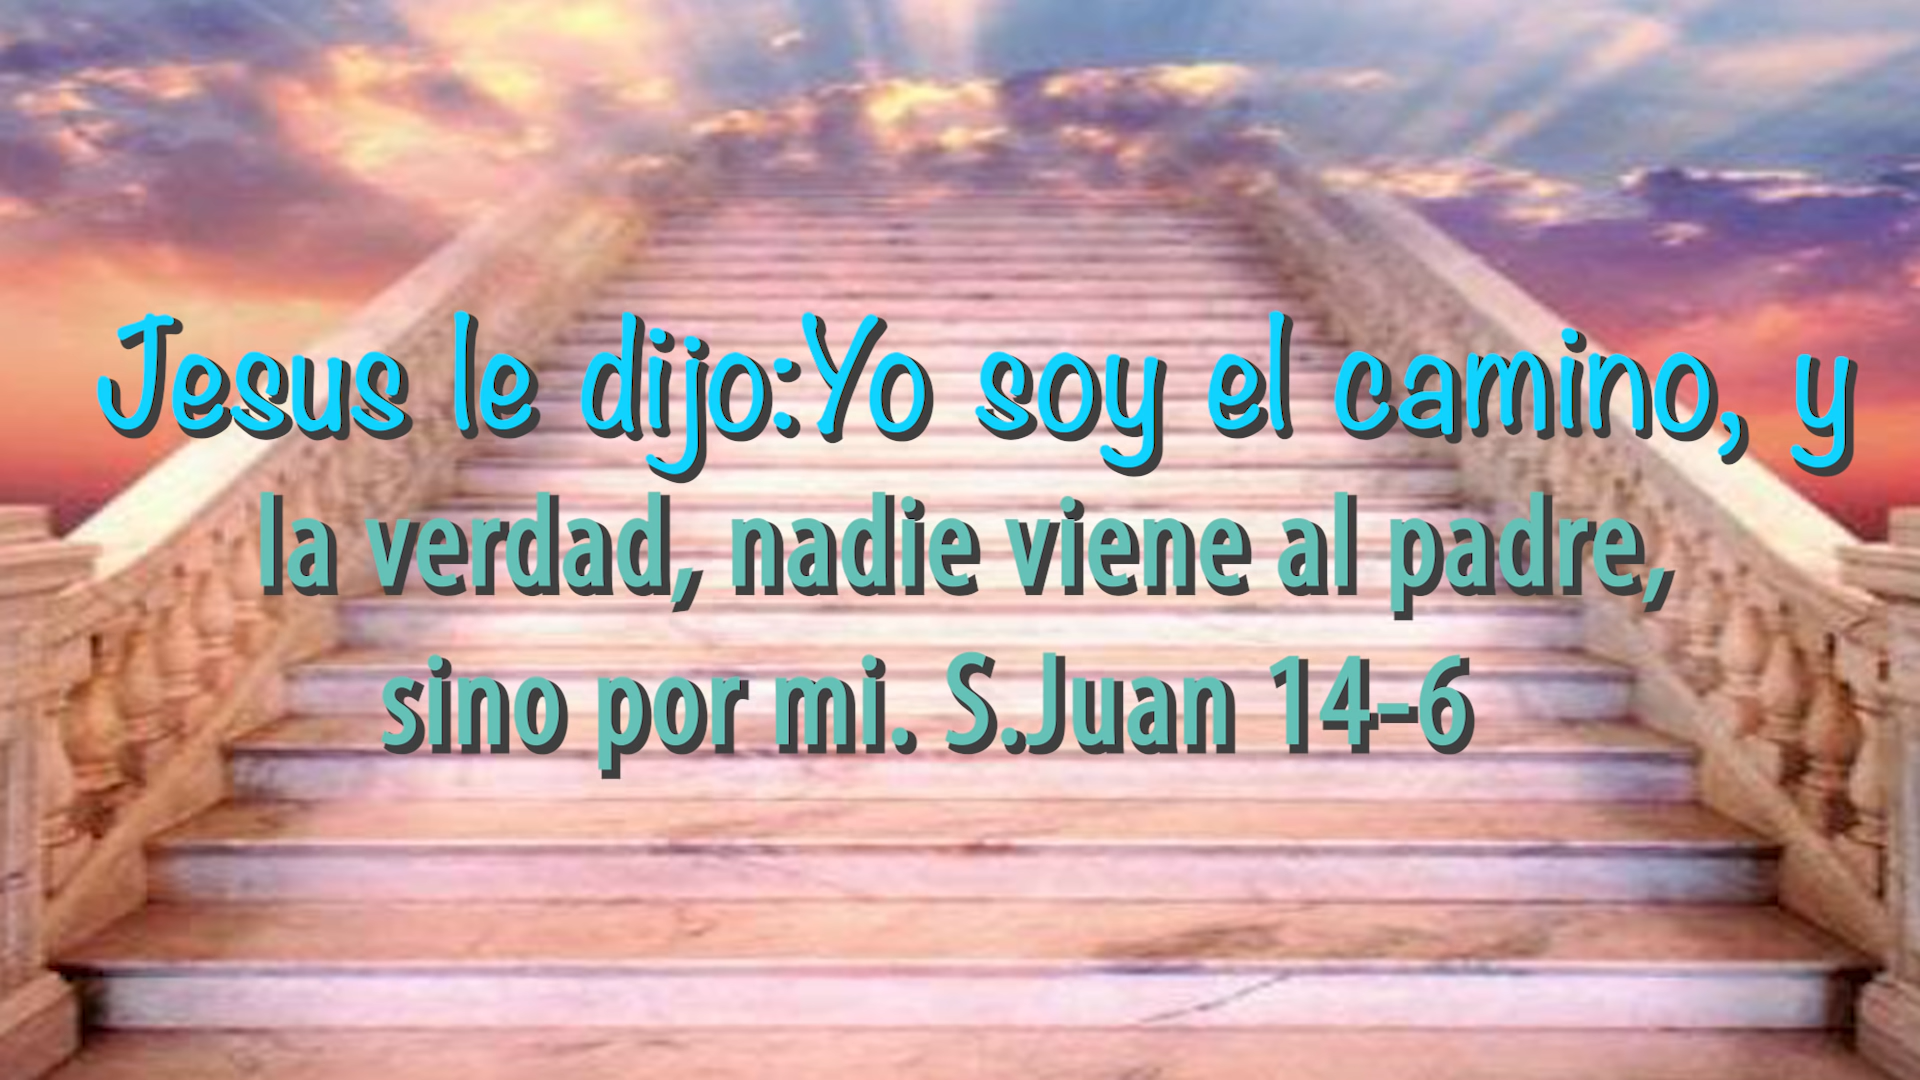 Jesus le dijo:Yo soy el camino, y
la verdad, nadie viene al padre,
sino por mi. S.Juan 14-6